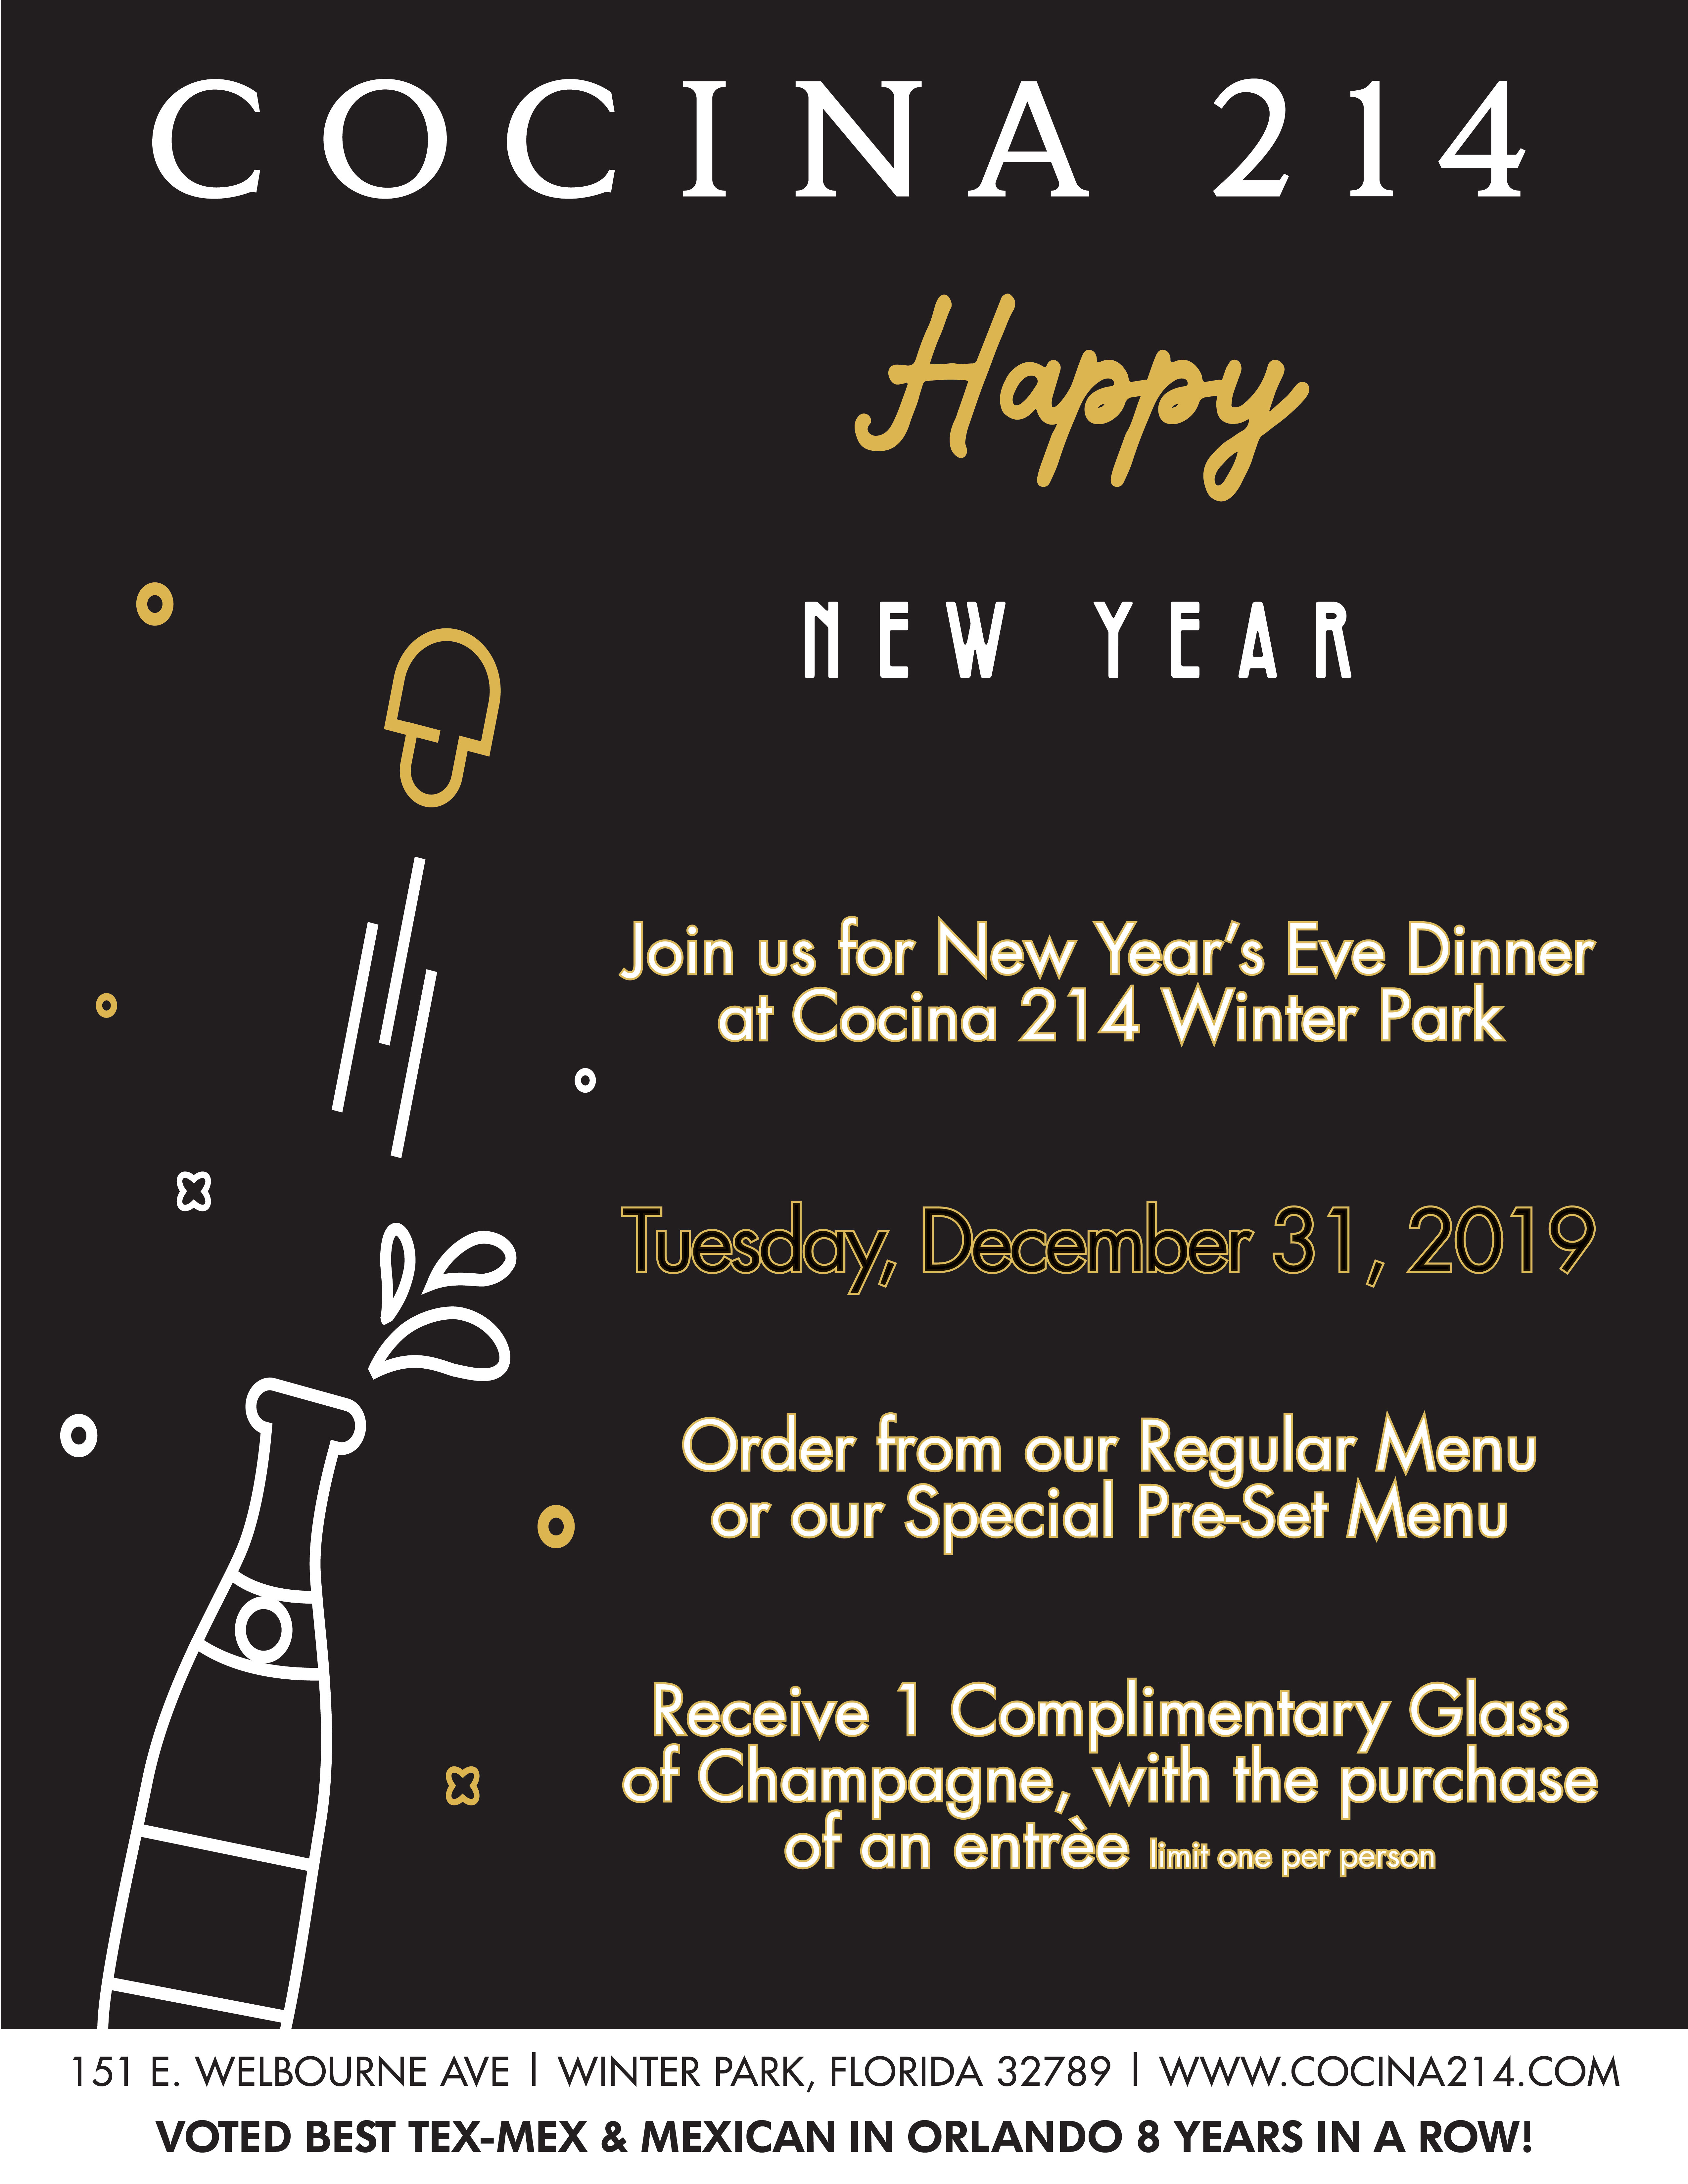 COCINA 214
Happy
NEW YEAR
Join us for New Year's Eve Dinner
at Cocina 214 Winter Park
Tuesday, December 31, 2019
Order from our Regular Menu
or our Special Pre-Set Menu
Receive 1 Complimentary Glass
of Champagne, with the purchase
of an entrèe limit one per person
151 E. WELBOURNE AVE | WINTER PARK, FLORIDA 32789 | WWW.COCINA214.COM
VOTED BEST TEX-MEX & MEXICAN IN ORLANDO 8 YEARS IN A ROW!